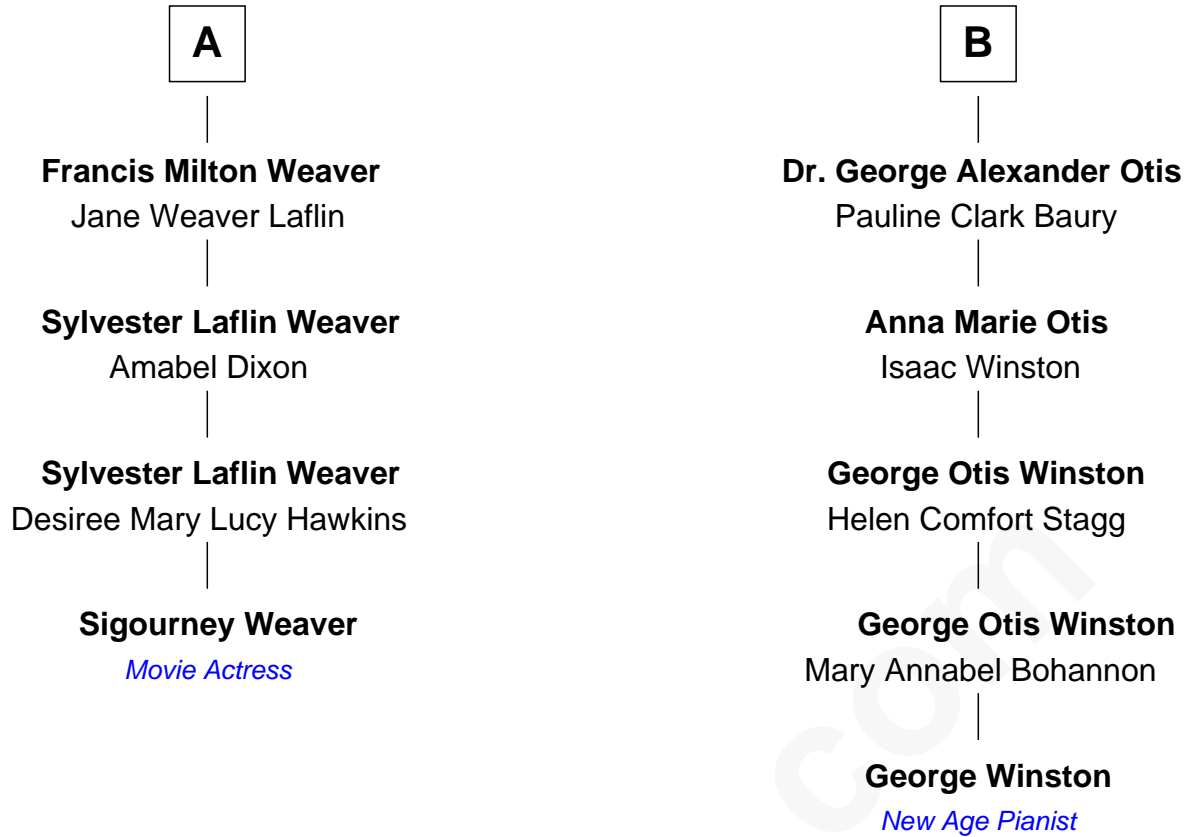 A
Francis Milton Weaver
Jane Weaver Laflin
Sylvester Laflin Weaver
Amabel Dixon
Sylvester Laflin Weaver
Desiree Mary Lucy Hawkins
Sigourney Weaver
Movie Actress
B
Dr. George Alexander Otis
Pauline Clark Baury
Anna Marie Otis
Isaac Winston
George Otis Winston
Helen Comfort Stagg
George Otis Winston
Mary Annabel Bohannon
George Winston
New Age Pianist
com